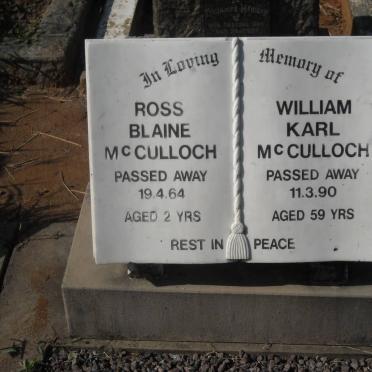 In Loving Memory of
ROSS
BLAINE
McCULLOCH
PASSED AWAY
19.4.64
AGED 2 YRS
WILLIAM
KARL
McCULLOCH
PASSED AWAY
11.3.90
AGED 59 YRS
REST IN PEACE